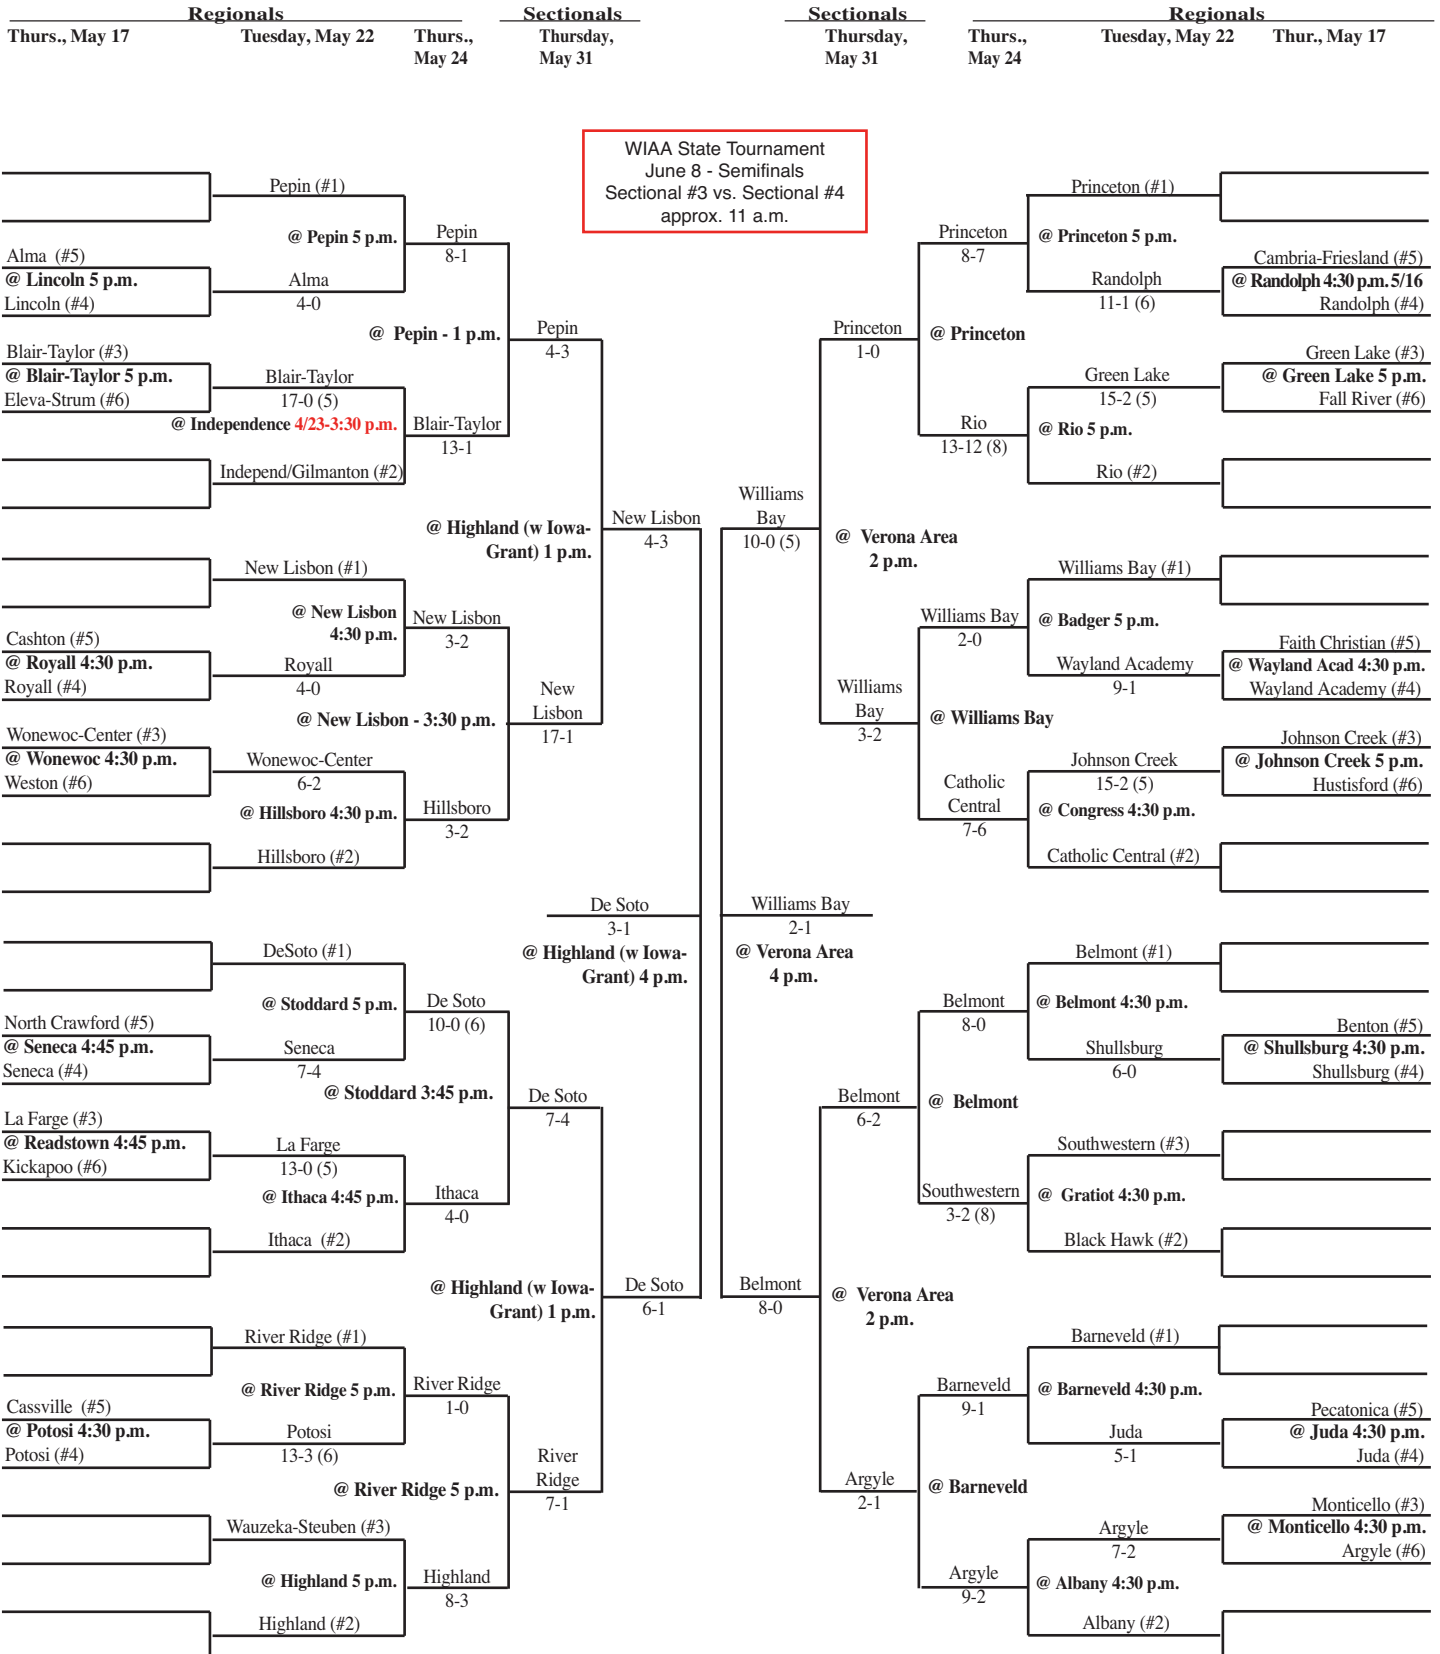 Regionals
Sectionals
Sectionals
Regionals
Thurs., May 17
Tuesday, May 22
Thurs.,
May 24
Thursday,
May 31
Thursday,
May 31
Thurs.,
May 24
Tuesday, May 22
Thur., May 17
WIAA State Tournament
June 8 - Semifinals
Sectional #3 vs. Sectional #4
approx. 11 a.m.
Pepin (#1)
@ Pepin 5 p.m.
Pepin
8-1
Alma (#5)
@ Lincoln 5 p.m.
Lincoln (#4)
Alma
4-0
@ Pepin - 1 p.m.
Pepin
4-3
Blair-Taylor (#3)
@ Blair-Taylor 5 p.m.
Eleva-Strum (#6)
Blair-Taylor
17-0 (5)
@ Independence 4/23-3:30 p.m.
Blair-Taylor
13-1
Independ/Gilmanton (#2)
@ Highland (w Iowa-
Grant) 1 p.m.
New Lisbon
4-3
New Lisbon (#1)
@ New Lisbon
4:30 p.m.
New Lisbon
3-2
Cashton (#5)
@ Royall 4:30 p.m.
Royall (#4)
Royall
4-0
@ New Lisbon - 3:30 p.m.
New
Lisbon
17-1
Wonewoc-Center (#3)
@ Wonewoc 4:30 p.m.
Weston (#6)
Wonewoc-Center
6-2
@ Hillsboro 4:30 p.m.
Hillsboro
3-2
Hillsboro (#2)
De Soto
3-1
@ Highland (w Iowa-
Grant) 4 p.m.
DeSoto (#1)
@ Stoddard 5 p.m.
De Soto
10-0 (6)
North Crawford (#5)
@ Seneca 4:45 p.m.
Seneca (#4)
Seneca
7-4
@ Stoddard 3:45 p.m.
De Soto
7-4
La Farge (#3)
@ Readstown 4:45 p.m.
Kickapoo (#6)
La Farge
13-0 (5)
@ Ithaca 4:45 p.m.
Ithaca
4-0
Ithaca (#2)
@ Highland (w Iowa-
Grant) 1 p.m.
De Soto
6-1
River Ridge (#1)
@ River Ridge 5 p.m.
River Ridge
1-0
Cassville (#5)
@ Potosi 4:30 p.m.
Potosi (#4)
Potosi
13-3 (6)
@ River Ridge 5 p.m.
River
Ridge
7-1
Wauzeka-Steuben (#3)
@ Highland 5 p.m.
Highland
8-3
Highland (#2)
Princeton (#1)
Princeton
8-7
@ Princeton 5 p.m.
Cambria-Friesland (#5)
@ Randolph 4:30 p.m. 5/16
Randolph (#4)
Randolph
11-1 (6)
Princeton
1-0
@ Princeton
Green Lake (#3)
@ Green Lake 5 p.m.
Fall River (#6)
Green Lake
15-2 (5)
Rio
13-12 (8)
@ Rio 5 p.m.
Rio (#2)
Williams
Bay
10-0 (5)
@ Verona Area
2 p.m.
Williams Bay (#1)
Williams Bay
2-0
@ Badger 5 p.m.
Faith Christian (#5)
@ Wayland Acad 4:30 p.m.
Wayland Academy (#4)
Wayland Academy
9-1
Williams
Bay
3-2
@ Williams Bay
Johnson Creek (#3)
@ Johnson Creek 5 p.m.
Hustisford (#6)
Johnson Creek
15-2 (5)
Catholic
Central
7-6
@ Congress 4:30 p.m.
Catholic Central (#2)
Williams Bay
2-1
@ Verona Area
4 p.m.
Belmont (#1)
Belmont
8-0
@ Belmont 4:30 p.m.
Benton (#5)
@ Shullsburg 4:30 p.m.
Shullsburg (#4)
Shullsburg
6-0
Belmont
6-2
@ Belmont
Southwestern (#3)
Southwestern
3-2 (8)
@ Gratiot 4:30 p.m.
Black Hawk (#2)
Belmont
8-0
@ Verona Area
2 p.m.
Barneveld (#1)
Barneveld
9-1
@ Barneveld 4:30 p.m.
Pecatonica (#5)
@ Juda 4:30 p.m.
Juda (#4)
Juda
5-1
Argyle
2-1
@ Barneveld
Monticello (#3)
@ Monticello 4:30 p.m.
Argyle (#6)
Argyle
7-2
Argyle
9-2
@ Albany 4:30 p.m.
Albany (#2)